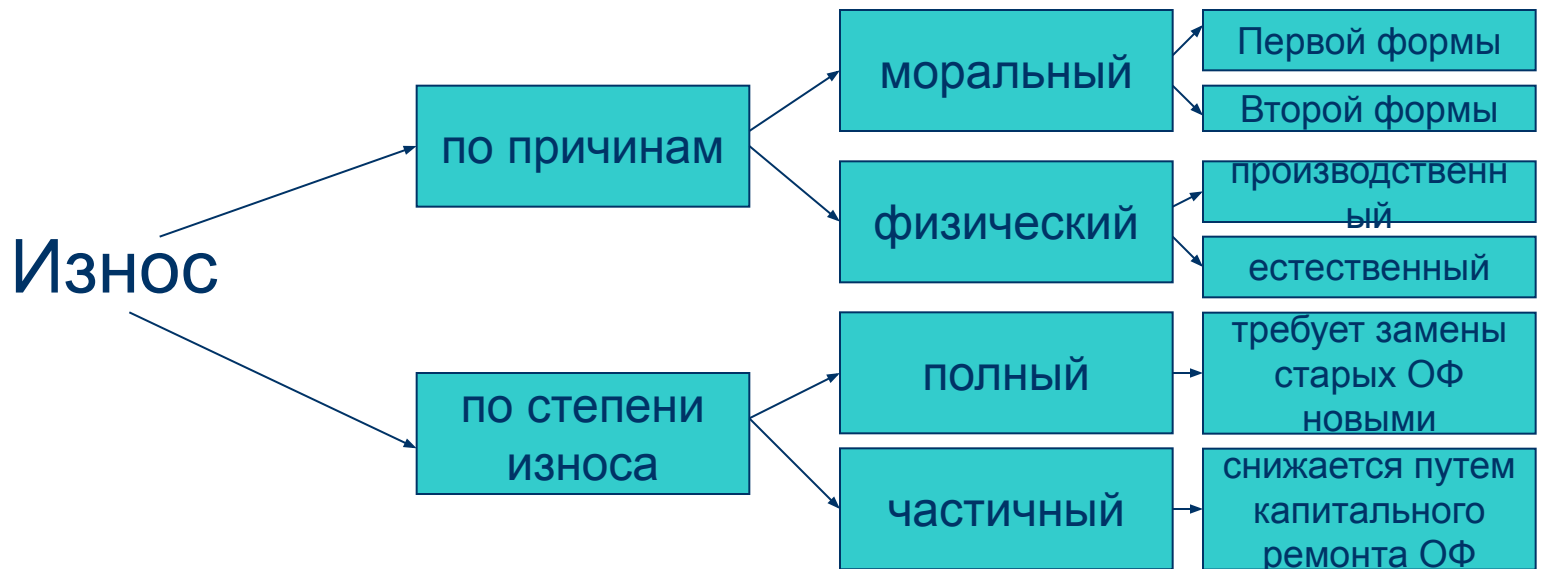 Износ
по причинам
моральный
Первой формы
Второй формы
физический
производственн
ый
естественный
по степени
износа
полный
требует замены
старых ОФ
новыми
частичный
снижается путем
капитального
ремонта ОФ